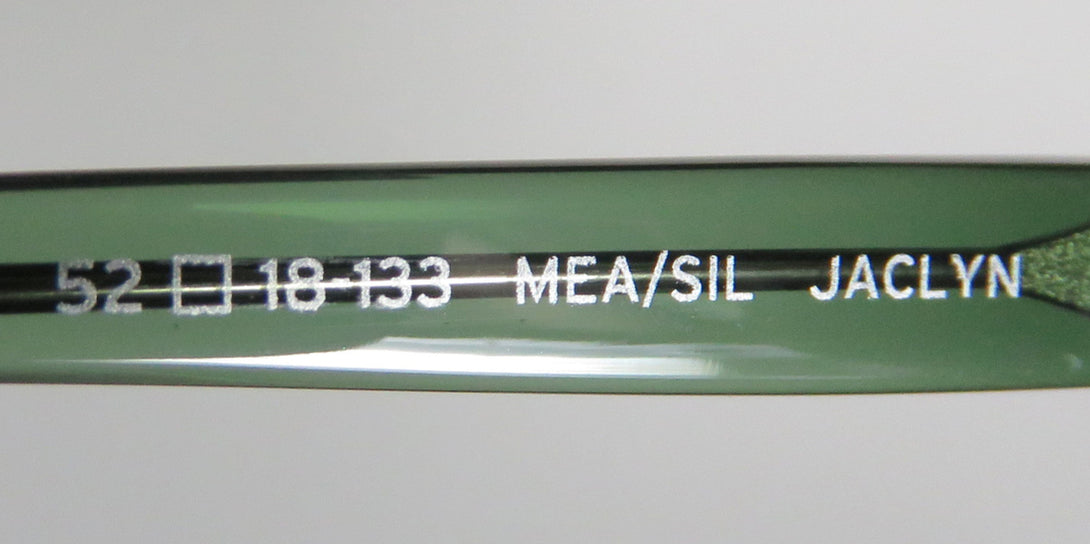 52 □ 18-133 MEA/SIL JACLYN